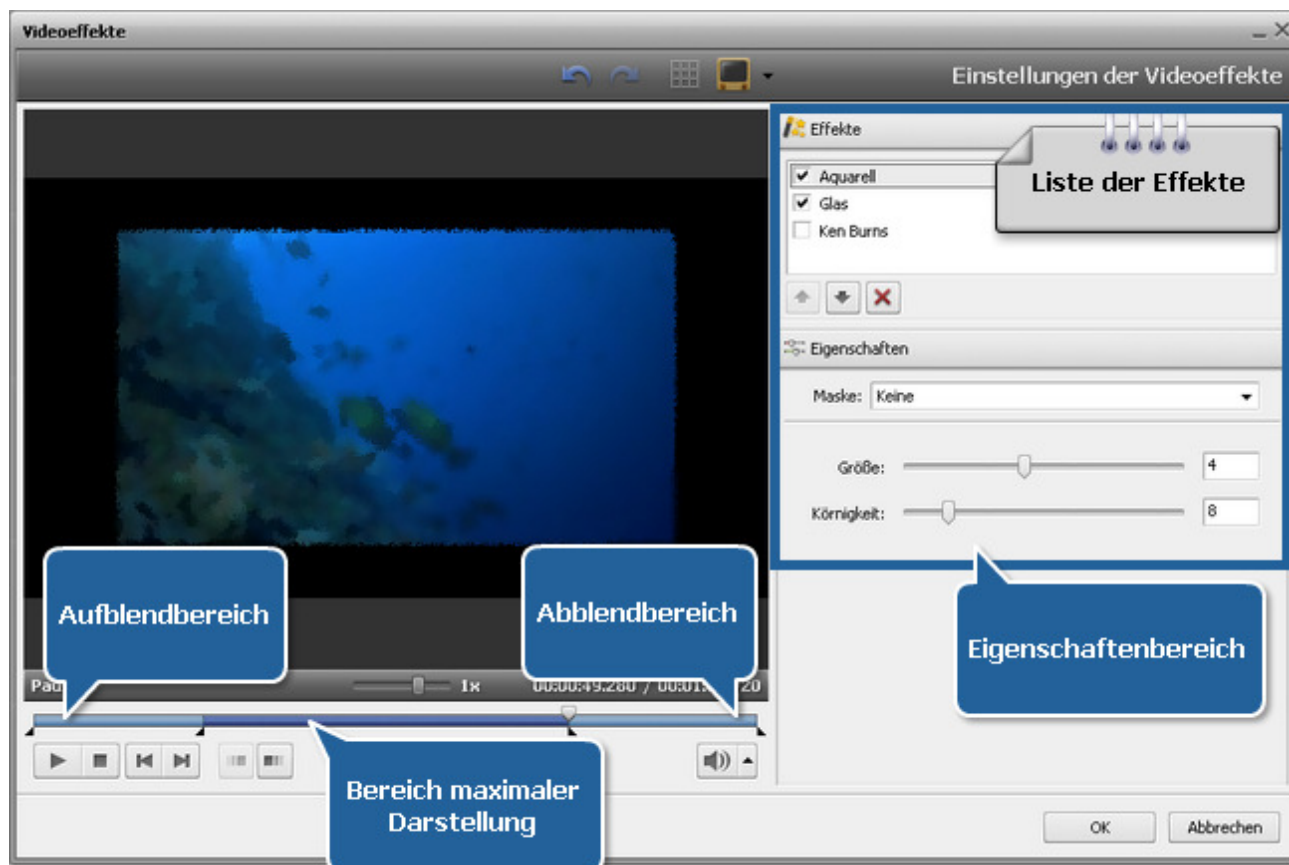 Videoeffekte
Einstellungen der Videoeffekte
Effekte
Liste der Effekte
Aquarell
Glas
Ken Burns
Eigenschaften
Maske: Keine
Größe: 4
Körnigkeit: 8
Aufblendbereich
Abblendbereich
Eigenschaftenbereich
1x
Bereich maximaler
Darstellung
OK
Abbrechen